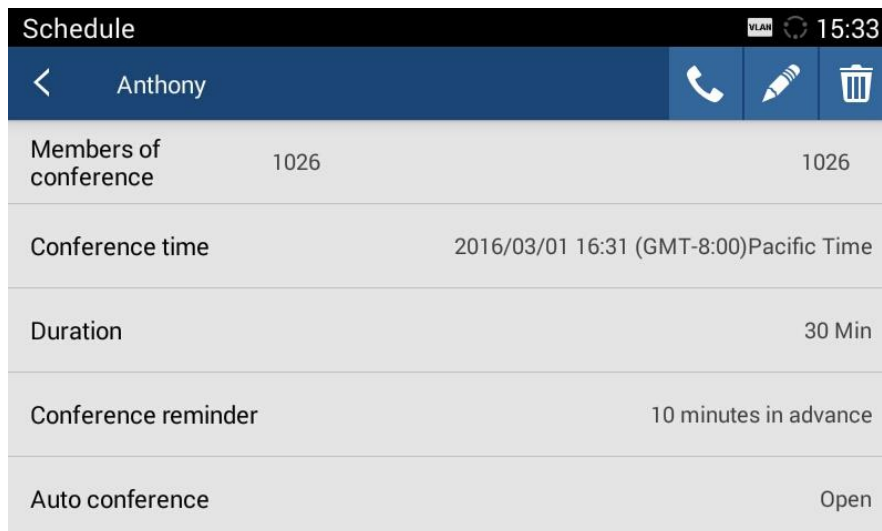 Schedule VLAN 15:33
Anthony
Members of
conference 1026 1026
Conference time 2016/03/01 16:31 (GMT-8:00)Pacific Time
Duration 30 Min
Conference reminder 10 minutes in advance
Auto conference Open